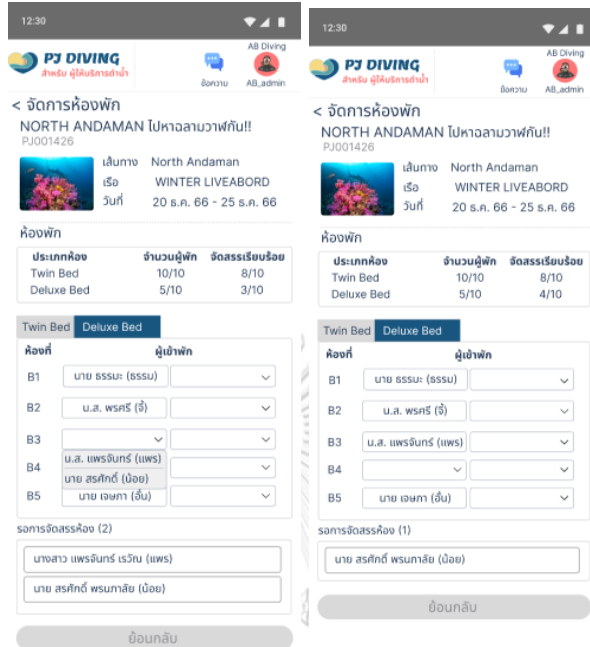 12:30
PJ DIVING
สำหรับ ผู้ให้บริการดำน้ำ
ข้อความ
AB Diving
AB_admin
< จัดการห้องพัก
NORTH ANDAMAN ไปหาฉลามวาฬกัน!!
PJ001426
เส้นทาง North Andaman
เรือ WINTER LIVEABORD
วันที่ 20 ธ.ค. 66 - 25 ธ.ค. 66
ห้องพัก
ประเภทห้อง จำนวนผู้พัก จัดสรรเรียบร้อย
Twin Bed 10/10 8/10
Deluxe Bed 5/10 3/10
Twin Bed Deluxe Bed
ห้องที่ ผู้เข้าพัก
B1 นาย ธรรมะ (ธรรม)
B2 น.ส. พรศรี (จี้)
B3
น.ส. แพรจันทร์ (แพร)
B4
นาย สรศักดิ์ (น้อย)
B5 นาย เจษฎา (อั๋น)
รอการจัดสรรห้อง (2)
นางสาว แพรจันทร์ เรวัณ (แพร)
นาย สรศักดิ์ พรนภาลัย (น้อย)
ย้อนกลับ
12:30
PJ DIVING
สำหรับ ผู้ให้บริการดำน้ำ
ข้อความ
AB Diving
AB_admin
< จัดการห้องพัก
NORTH ANDAMAN ไปหาฉลามวาฬกัน!!
PJ001426
เส้นทาง North Andaman
เรือ WINTER LIVEABORD
วันที่ 20 ธ.ค. 66 - 25 ธ.ค. 66
ห้องพัก
ประเภทห้อง จำนวนผู้พัก จัดสรรเรียบร้อย
Twin Bed 10/10 8/10
Deluxe Bed 5/10 4/10
Twin Bed Deluxe Bed
ห้องที่ ผู้เข้าพัก
B1 นาย ธรรมะ (ธรรม)
B2 น.ส. พรศรี (จี้)
B3 น.ส. แพรจันทร์ (แพร)
B4
B5 นาย เจษฎา (อั๋น)
รอการจัดสรรห้อง (1)
นาย สรศักดิ์ พรนภาลัย (น้อย)
ย้อนกลับ